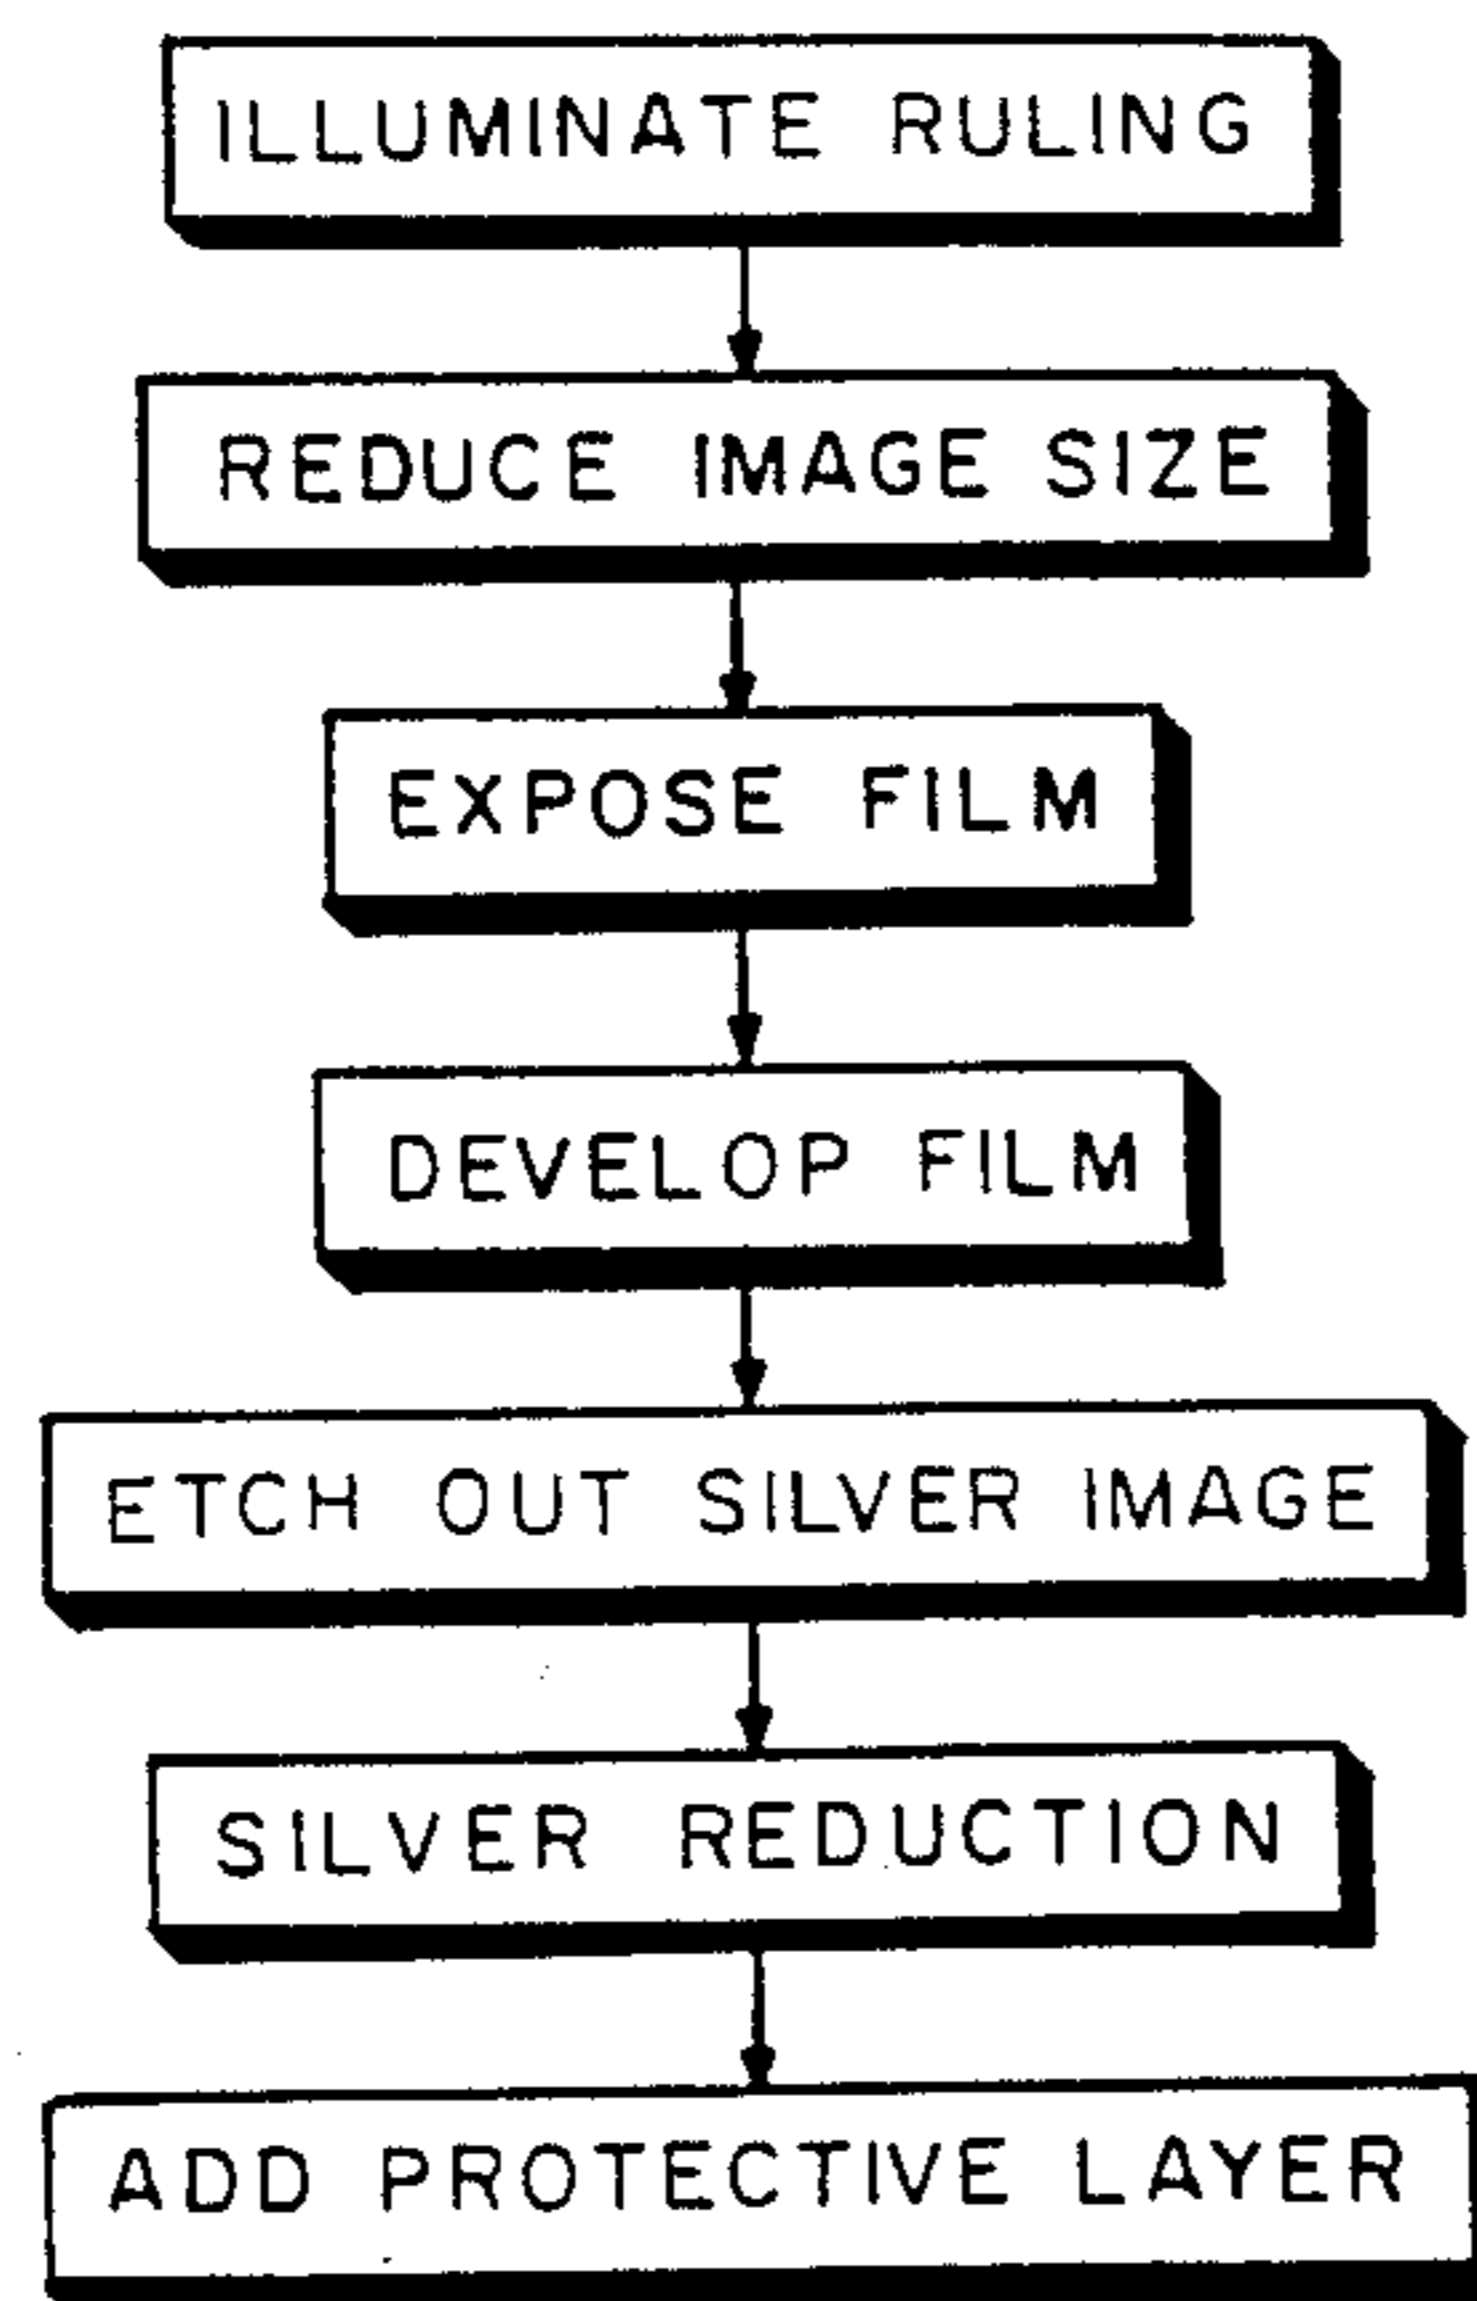 ILLUMINATE RULING
REDUCE IMAGE SIZE
EXPOSE FILM
DEVELOP FILM
ETCH OUT SILVER IMAGE
SILVER REDUCTION
ADD PROTECTIVE LAYER